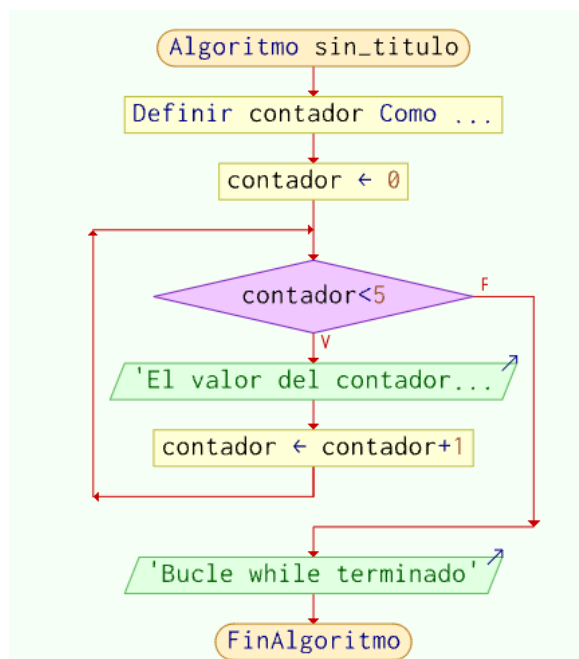 Algoritmo sin_titulo
Definir contador Como ...
contador ← 0
contador<5
F
V
'El valor del contador...
contador ← contador+1
'Bucle while terminado'
FinAlgoritmo